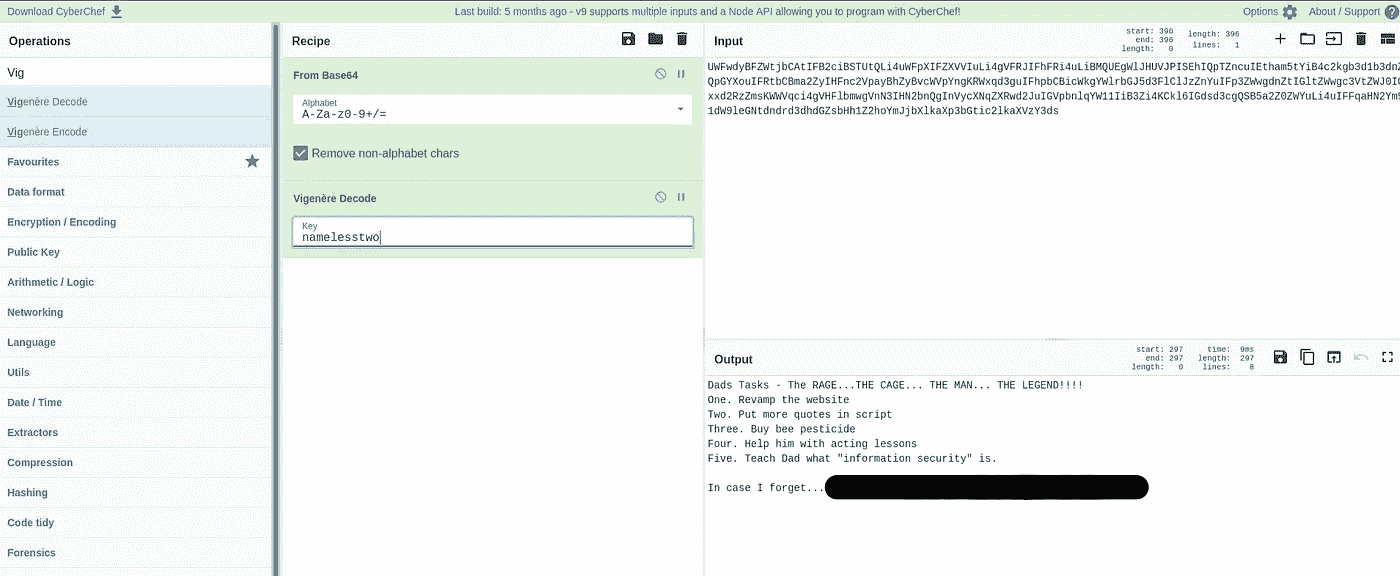 Download CyberChef
Last build: 5 months ago - v9 supports multiple inputs and a Node API allowing you to program with CyberChef!
Options
About / Support
Operations
Vig
Vigenère Decode
Vigenère Encode
Favourites
Data format
Encryption / Encoding
Public Key
Arithmetic / Logic
Networking
Language
Utils
Date / Time
Extractors
Compression
Hashing
Code tidy
Forensics
Recipe
From Base64
Alphabet
A-Za-z0-9+/=
Remove non-alphabet chars
Vigenère Decode
Key
namelesstwo
Input
start: 396
end: 396
length: 0
length: 396
lines: 1
Output
start: 297
end: 297
length: 0
time: 9ms
length: 297
lines: 8
Dads Tasks - The RAGE...THE CAGE... THE MAN... THE LEGEND!!!!
One. Revamp the website
Two. Put more quotes in script
Three. Buy bee pesticide
Four. Help him with acting lessons
Five. Teach Dad what "information security" is.
In case I forget...